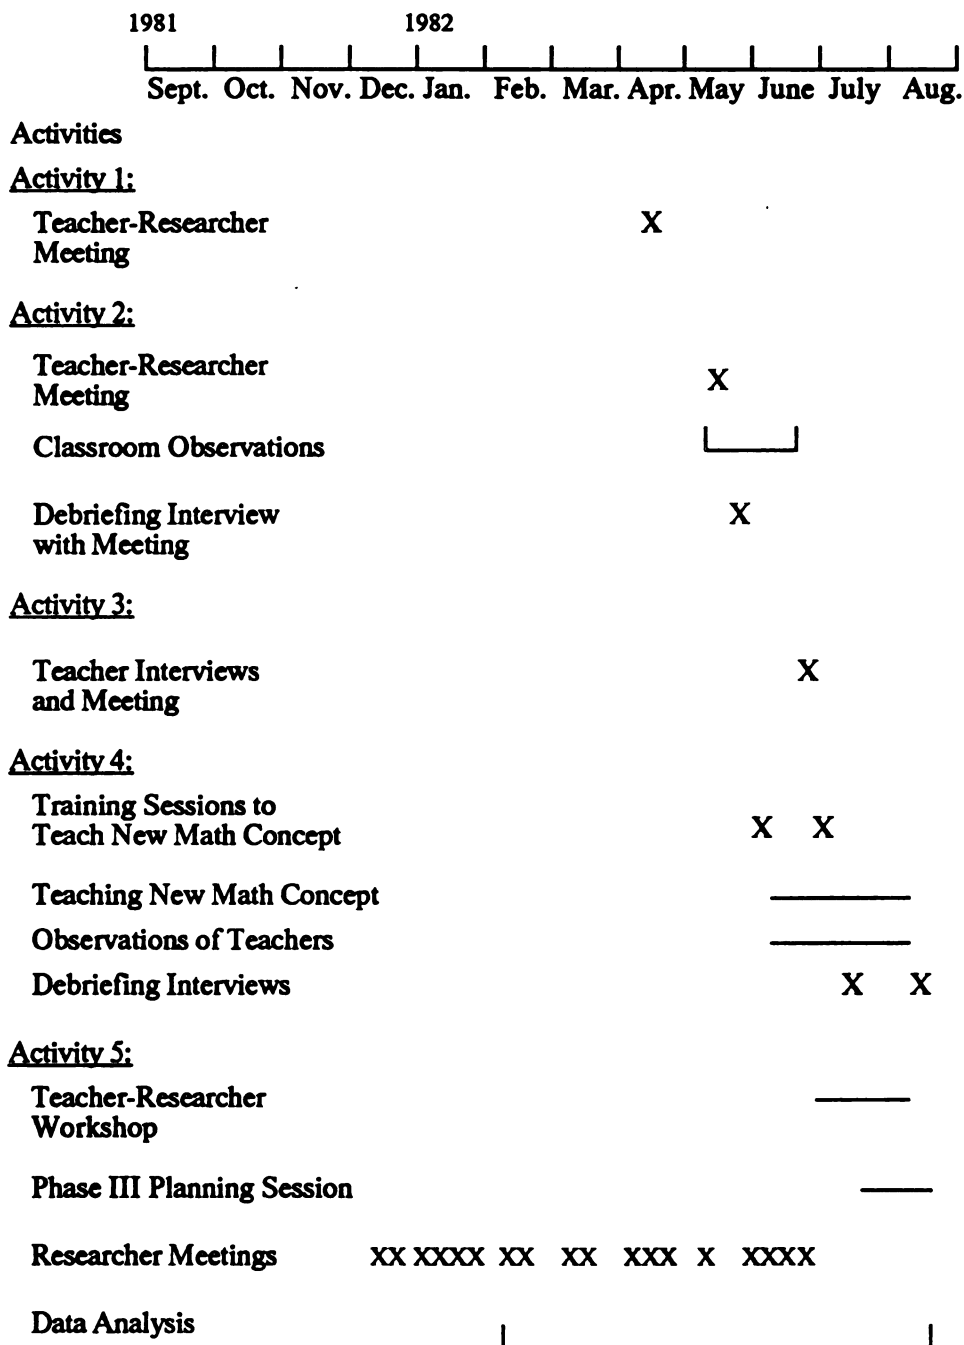 1981 1982
Sept. Oct. Nov. Dec. Jan. Feb. Mar. Apr. May June July Aug.
Activities
Activity 1:
Teacher-Researcher X
Meeting
Activity 2:
Teacher-Researcher
Meeting X
Classroom Observations
Debriefing Interview X
with Meeting
Activity 3:
Teacher Interviews X
and Meeting
Activity 4:
Training Sessions to
Teach New Math Concept X X
Teaching New Math Concept
Observations of Teachers
Debriefing Interviews X X
Activity 5:
Teacher-Researcher
Workshop
Phase III Planning Session
Researcher Meetings XX XXXX XX XX XXX X XXXX
Data Analysis